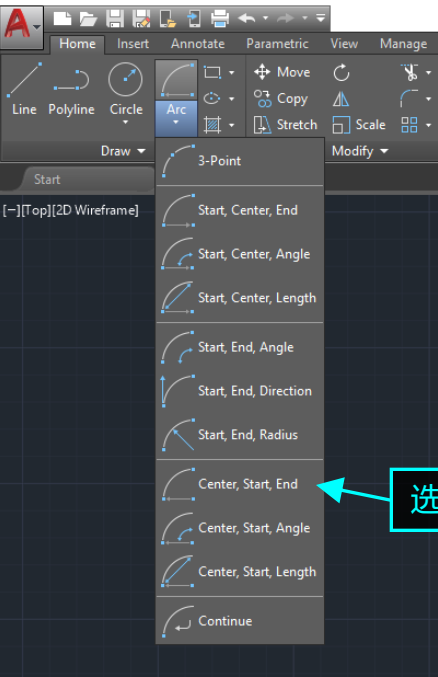 Home Insert Annotate Parametric View Manage
Line Polyline Circle Arc
Move
Copy
Stretch Scale
Draw Modify
Start
[−][Top][2D Wireframe]
3-Point
Start, Center, End
Start, Center, Angle
Start, Center, Length
Start, End, Angle
Start, End, Direction
Start, End, Radius
Center, Start, End
选
Center, Start, Angle
Center, Start, Length
Continue